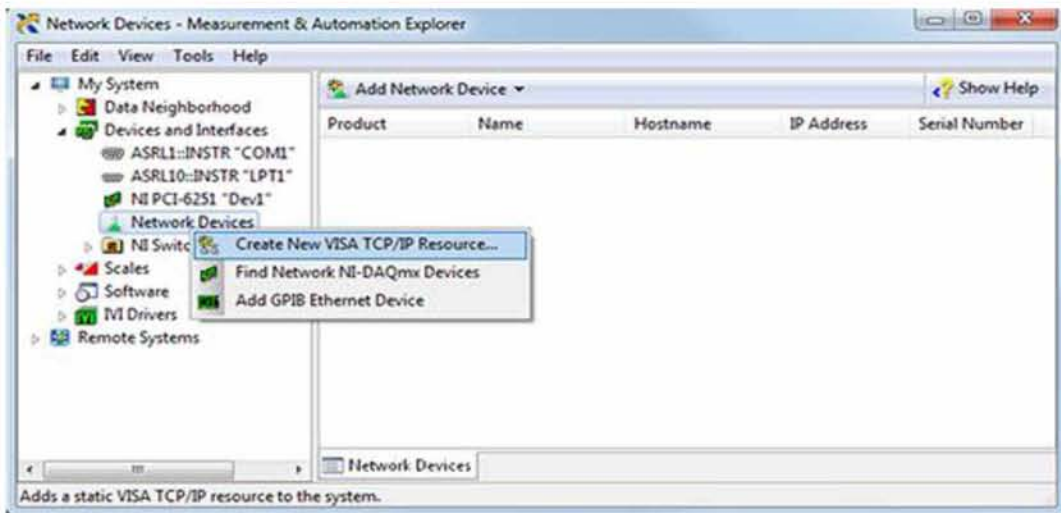 Network Devices - Measurement & Automation Explorer
File Edit View Tools Help
My System
Data Neighborhood
Devices and Interfaces
ASRL1::INSTR "COM1"
ASRL10::INSTR "LPT1"
NI PCI-6251 "Dev1"
Network Devices
NI Switc
Scales
Software
IVI Drivers
Remote Systems
Create New VISA TCP/IP Resource...
Find Network NI-DAQmx Devices
Add GPIB Ethernet Device
Add Network Device
Show Help
Product Name Hostname IP Address Serial Number
Network Devices
Adds a static VISA TCP/IP resource to the system.